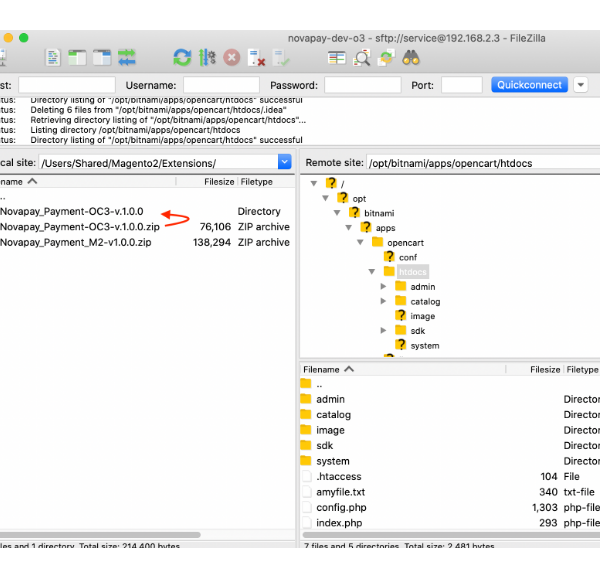 novapay-dev-o3 - sftp://service@192.168.2.3 - FileZilla
st: Username: Password: Port: Quickconnect
atus: Directory listing of "/opt/bitnami/apps/opencart/htdocs" successful
atus: Deleting 6 files from "/opt/bitnami/apps/opencart/htdocs/.idea"
atus: Retrieving directory listing of "/opt/bitnami/apps/opencart/htdocs"...
atus: Listing directory /opt/bitnami/apps/opencart/htdocs
atus: Directory listing of "/opt/bitnami/apps/opencart/htdocs" successful
cal site: /Users/Shared/Magento2/Extensions/
name Filesize Filetype
..
Novapay_Payment-OC3-v.1.0.0 Directory
Novapay_Payment-OC3-v.1.0.0.zip 76,106 ZIP archive
Novapay_Payment_M2-v1.0.0.zip 138,294 ZIP archive
les and 1 directory. Total size: 214,400 bytes
Remote site: /opt/bitnami/apps/opencart/htdocs
/
opt
bitnami
apps
opencart
conf
htdocs
admin
catalog
image
sdk
system
Filename Filesize Filetype
..
admin Director
catalog Director
image Director
sdk Director
system Director
.htaccess 104 File
amyfile.txt 340 txt-file
config.php 1,303 php-file
index.php 293 php-file
7 files and 5 directories. Total size: 2,481 bytes